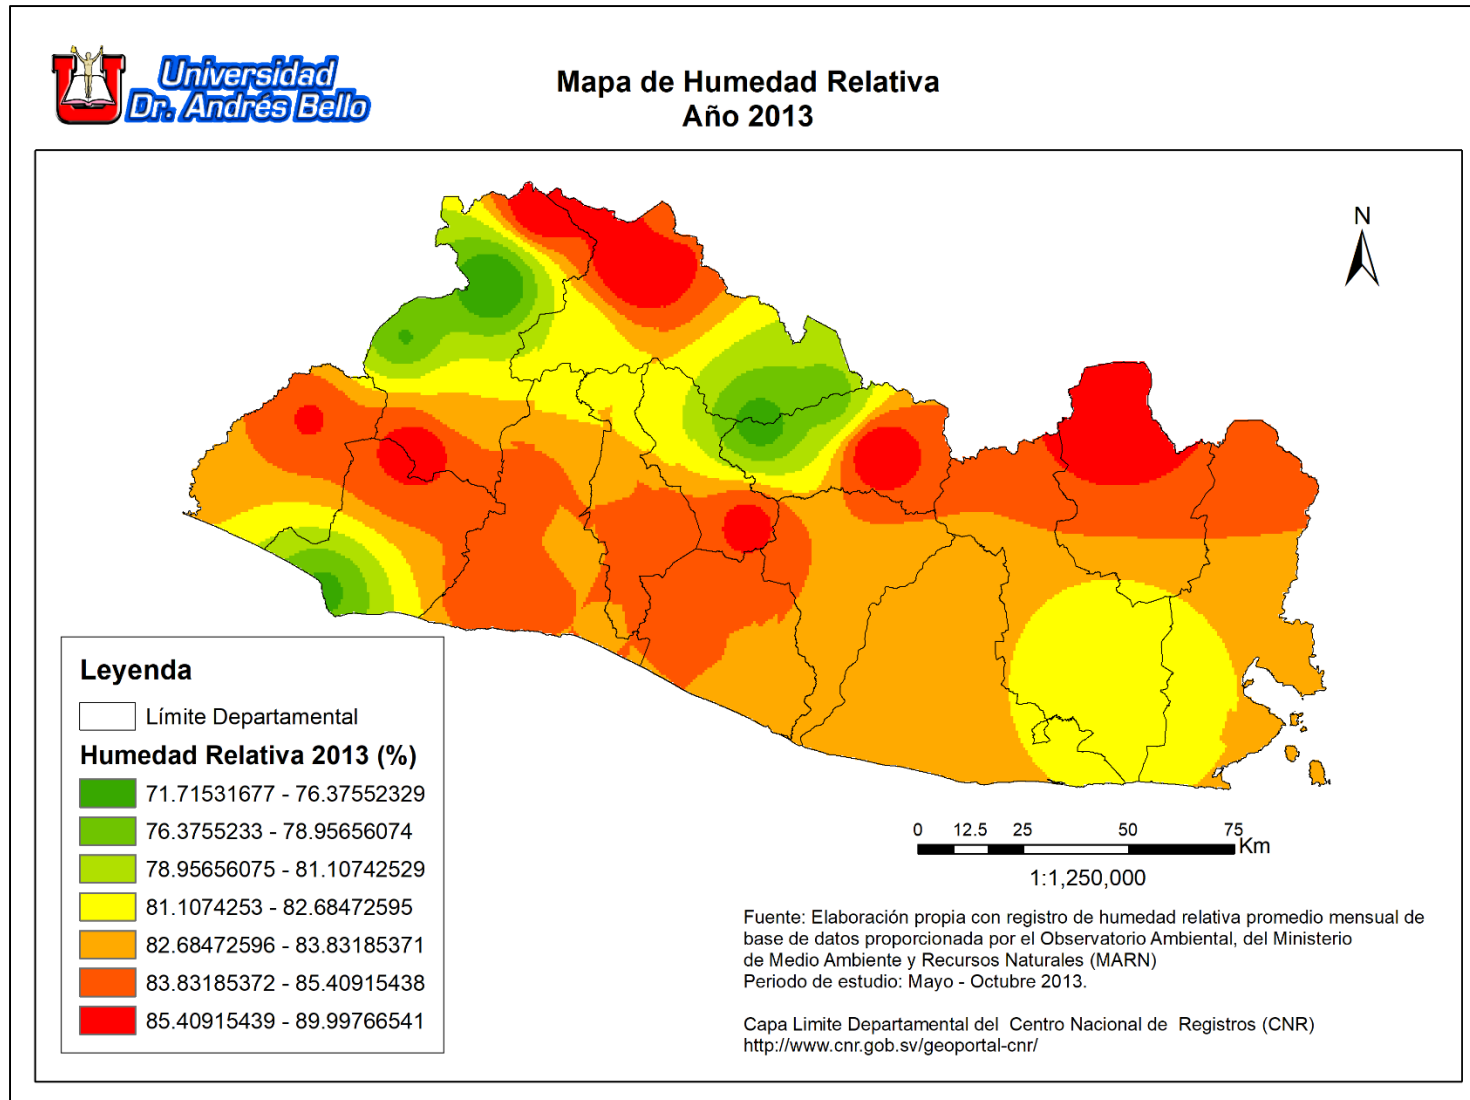 Universidad
Dr. Andrés Bello
Mapa de Humedad Relativa
Año 2013
N
Leyenda
Límite Departamental
Humedad Relativa 2013 (%)
71.71531677 - 76.37552329
76.3755233 - 78.95656074
78.95656075 - 81.10742529
81.1074253 - 82.68472595
82.68472596 - 83.83185371
83.83185372 - 85.40915438
85.40915439 - 89.99766541
0 12.5 25 50 75
Km
1:1,250,000
Fuente: Elaboración propia con registro de humedad relativa promedio mensual de
base de datos proporcionada por el Observatorio Ambiental, del Ministerio
de Medio Ambiente y Recursos Naturales (MARN)
Periodo de estudio: Mayo - Octubre 2013.
Capa Limite Departamental del Centro Nacional de Registros (CNR)
http://www.cnr.gob.sv/geoportal-cnr/